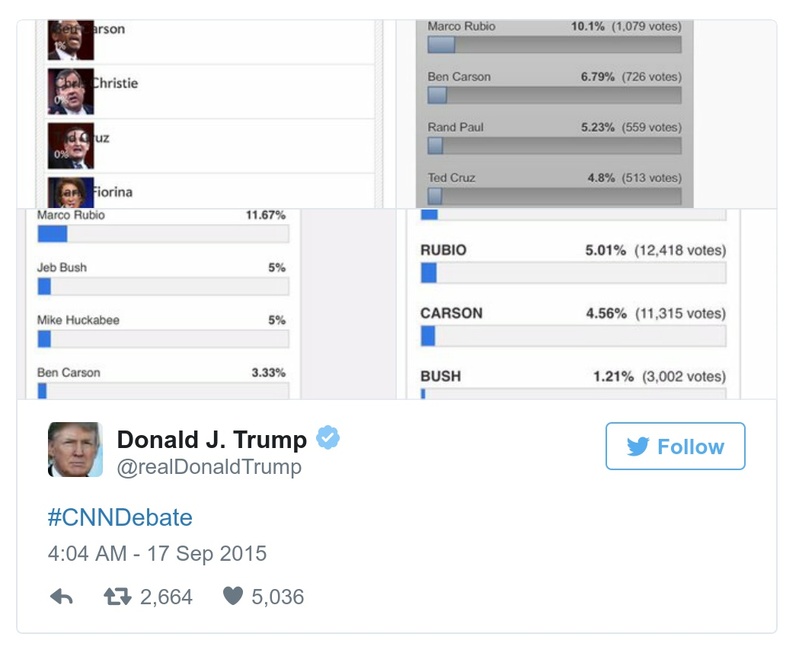 Ben Carson
Chris Christie
Ted Cruz
0%
Fiorina
Marco Rubio 10.1% (1,079 votes)
Ben Carson 6.79% (726 votes)
Rand Paul 5.23% (559 votes)
Ted Cruz 4.8% (513 votes)
Marco Rubio 11.67%
Jeb Bush 5%
Mike Huckabee 5%
Ben Carson 3.33%
RUBIO 5.01% (12,418 votes)
CARSON 4.56% (11,315 votes)
BUSH 1.21% (3,002 votes)
Donald J. Trump
@realDonaldTrump
Follow
#CNNDebate
4:04 AM - 17 Sep 2015
2,664 5,036